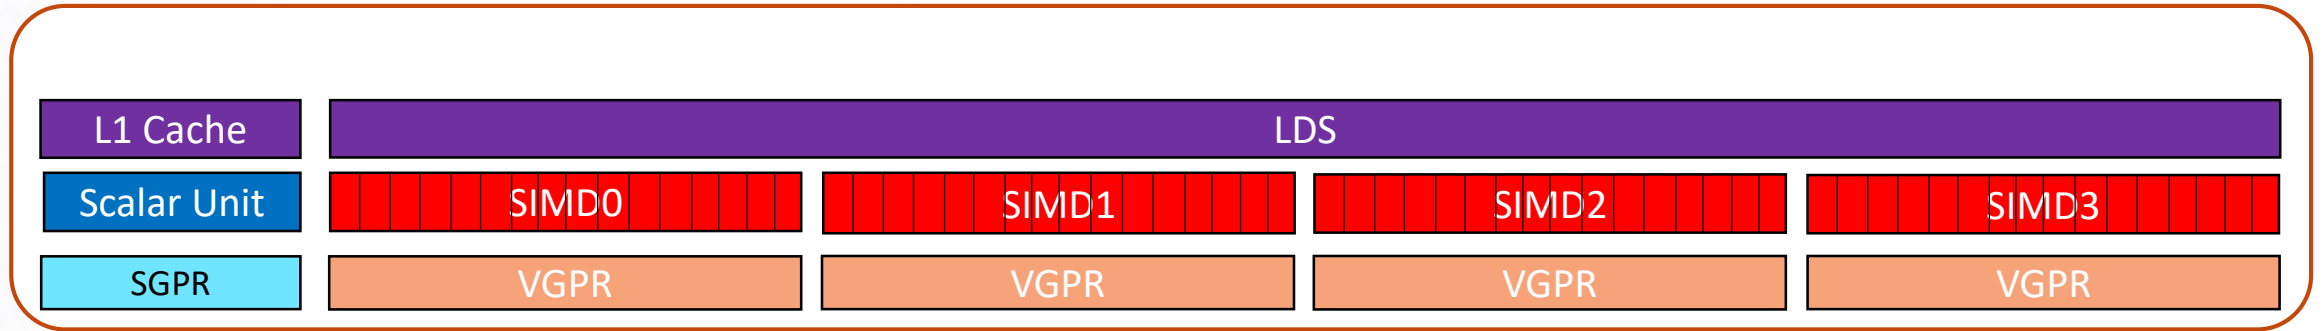 L1 Cache LDS
Scalar Unit SIMD0 SIMD1 SIMD2 SIMD3
SGPR VGPR VGPR VGPR VGPR